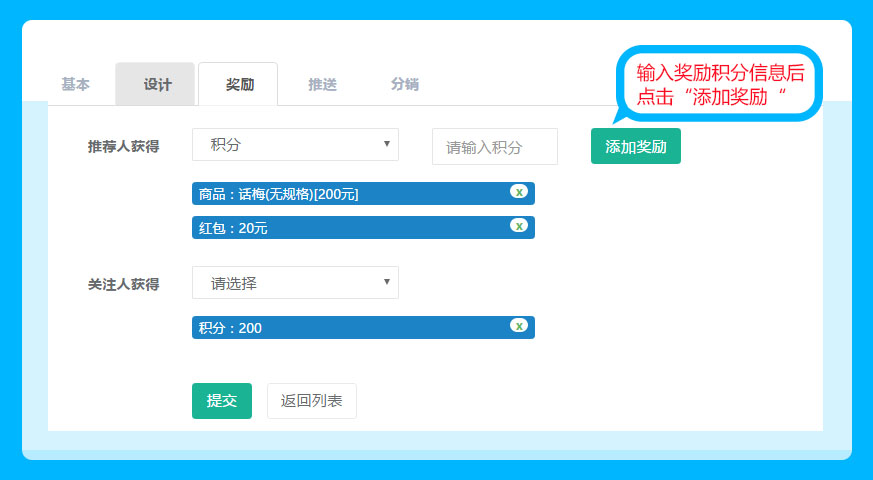 基本 设计 奖励 推送 分销
输入奖励积分信息后
点击“添加奖励“
推荐人获得 积分 请输入积分 添加奖励
商品：话梅(无规格)[200元] x
红包：20元 x
关注人获得 请选择
积分：200 x
提交 返回列表